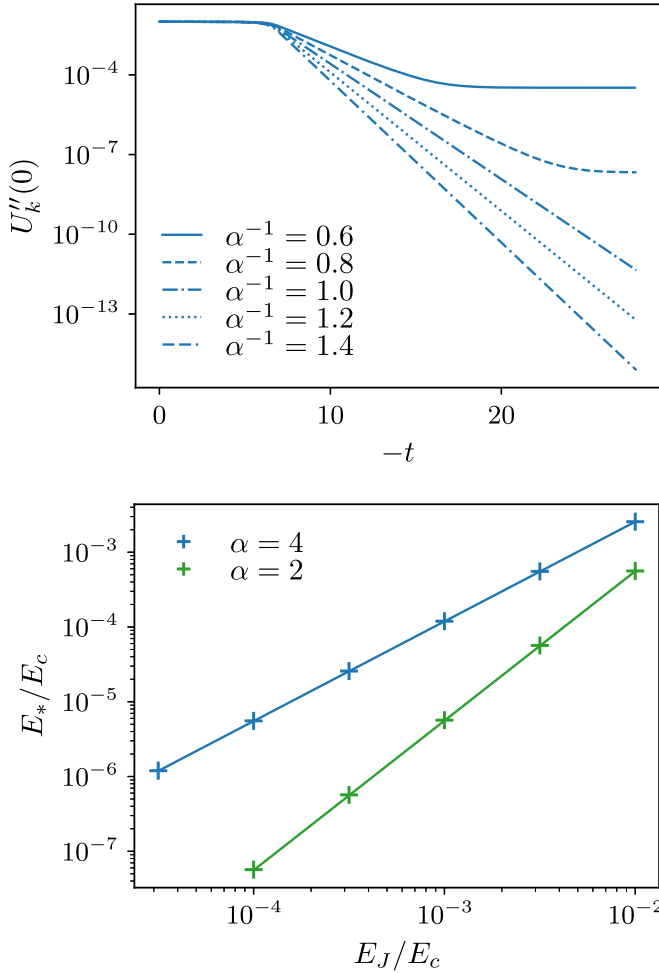 10⁻⁴
10⁻⁷
10⁻¹⁰
10⁻¹³
U″ₖ(0)
α⁻¹ = 0.6
α⁻¹ = 0.8
α⁻¹ = 1.0
α⁻¹ = 1.2
α⁻¹ = 1.4
0 10 20
−t
α = 4
α = 2
10⁻³
10⁻⁴
10⁻⁵
10⁻⁶
10⁻⁷
E_*/E_c
10⁻⁴ 10⁻³ 10⁻²
E_J/E_c